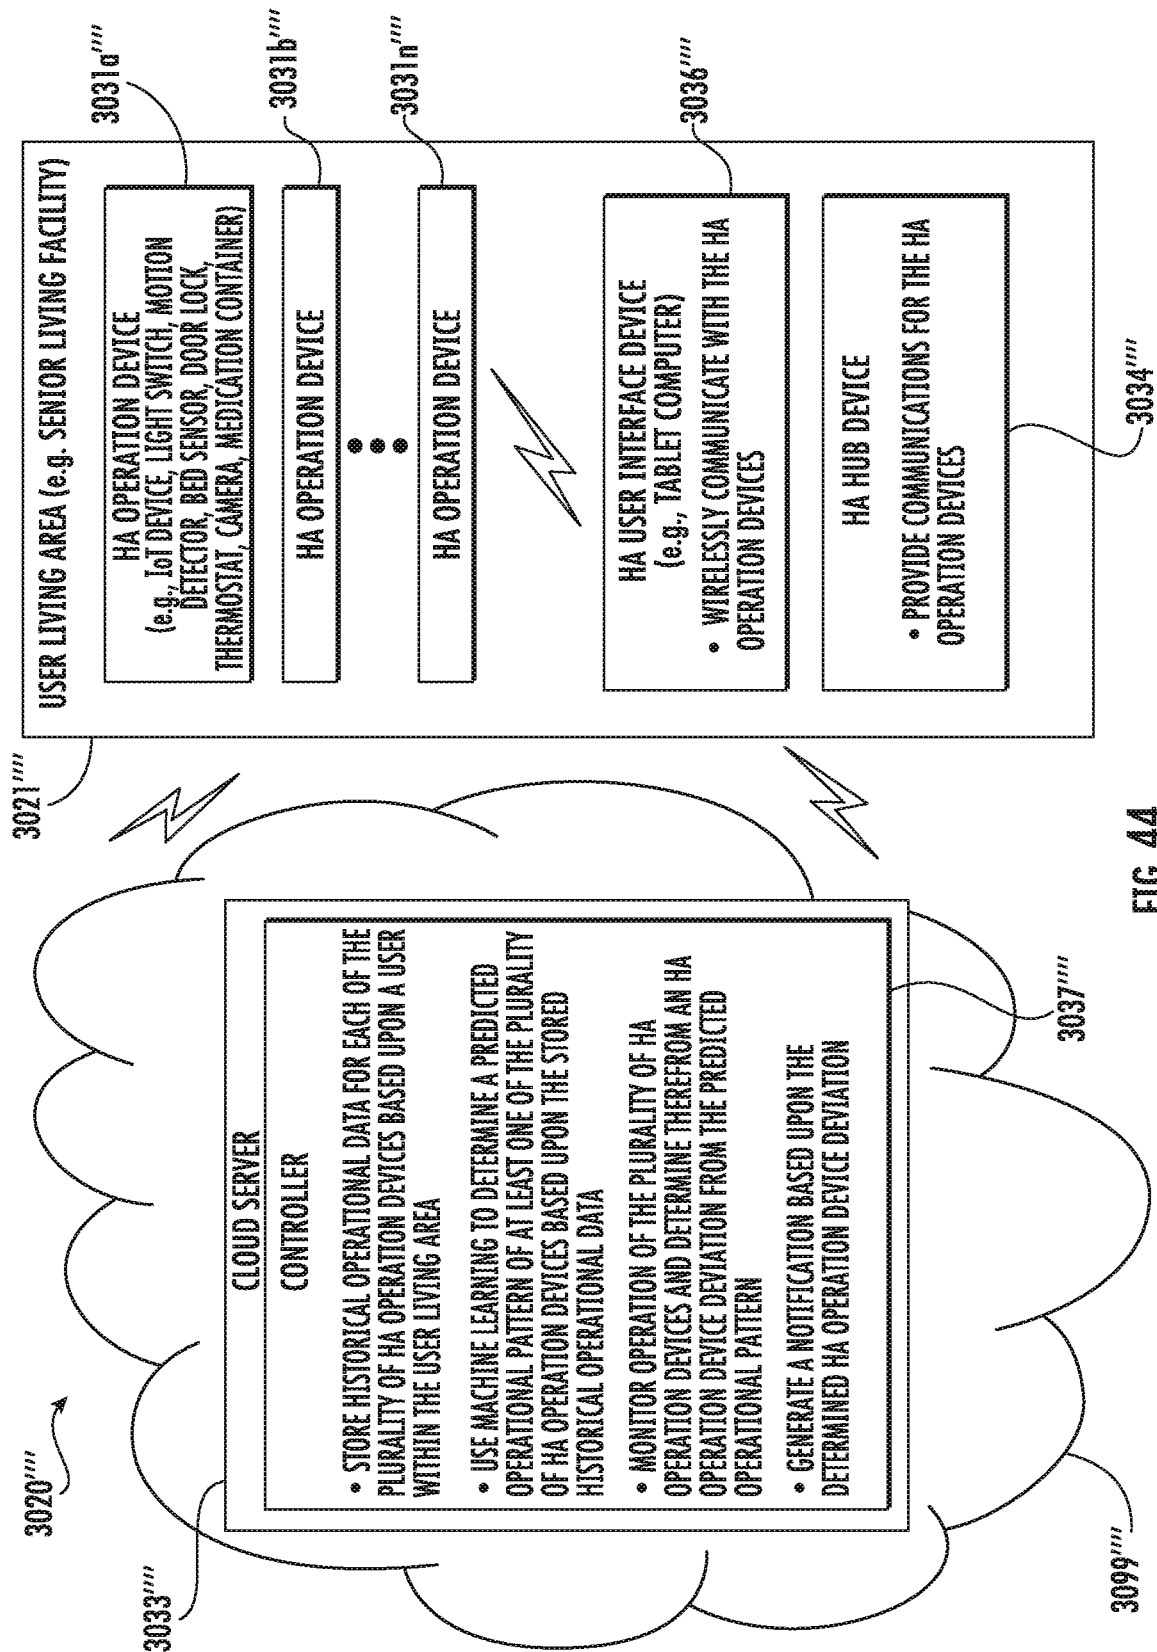 3020''''
3033''''
CLOUD SERVER
CONTROLLER
• STORE HISTORICAL OPERATIONAL DATA FOR EACH OF THE
PLURALITY OF HA OPERATION DEVICES BASED UPON A USER
WITHIN THE USER LIVING AREA
• USE MACHINE LEARNING TO DETERMINE A PREDICTED
OPERATIONAL PATTERN OF AT LEAST ONE OF THE PLURALITY
OF HA OPERATION DEVICES BASED UPON THE STORED
HISTORICAL OPERATIONAL DATA
• MONITOR OPERATION OF THE PLURALITY OF HA
OPERATION DEVICES AND DETERMINE THEREFROM AN HA
OPERATION DEVICE DEVIATION FROM THE PREDICTED
OPERATIONAL PATTERN
• GENERATE A NOTIFICATION BASED UPON THE
DETERMINED HA OPERATION DEVICE DEVIATION
3037''''
3099''''
3021''''
USER LIVING AREA (e.g. SENIOR LIVING FACILITY)
HA OPERATION DEVICE
(e.g., IoT DEVICE, LIGHT SWITCH, MOTION
DETECTOR, BED SENSOR, DOOR LOCK,
THERMOSTAT, CAMERA, MEDICATION CONTAINER)
3031a''''
HA OPERATION DEVICE
3031b''''
HA OPERATION DEVICE
3031n''''
HA USER INTERFACE DEVICE
(e.g., TABLET COMPUTER)
• WIRELESSLY COMMUNICATE WITH THE HA
OPERATION DEVICES
3036''''
HA HUB DEVICE
• PROVIDE COMMUNICATIONS FOR THE HA
OPERATION DEVICES
3034''''
FIG. 44